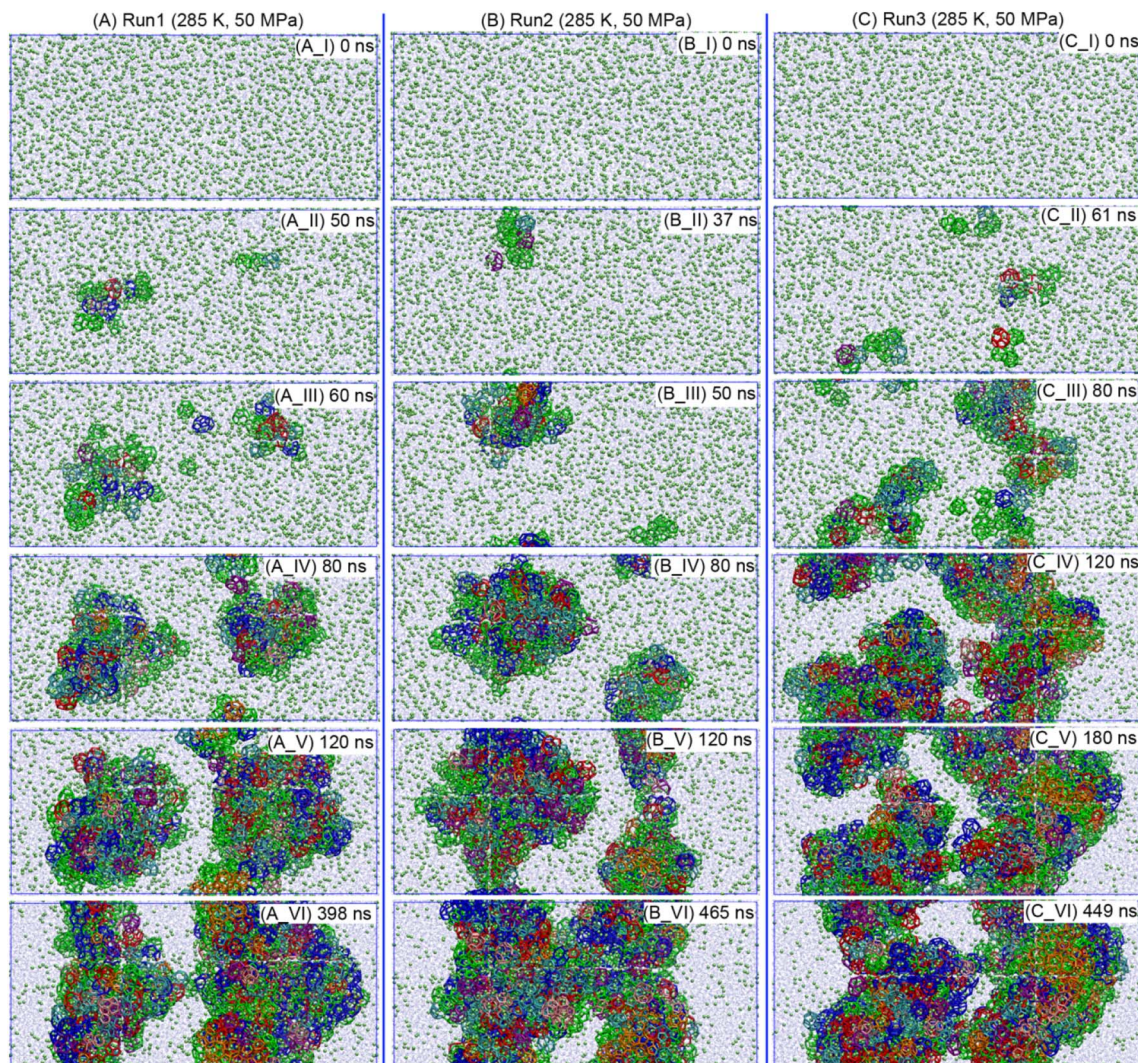 (A) Run1 (285 K, 50 MPa)
(B) Run2 (285 K, 50 MPa)
(C) Run3 (285 K, 50 MPa)
(A_I) 0 ns
(B_I) 0 ns
(C_I) 0 ns
(A_II) 50 ns
(B_II) 37 ns
(C_II) 61 ns
(A_III) 60 ns
(B_III) 50 ns
(C_III) 80 ns
(A_IV) 80 ns
(B_IV) 80 ns
(C_IV) 120 ns
(A_V) 120 ns
(B_V) 120 ns
(C_V) 180 ns
(A_VI) 398 ns
(B_VI) 465 ns
(C_VI) 449 ns